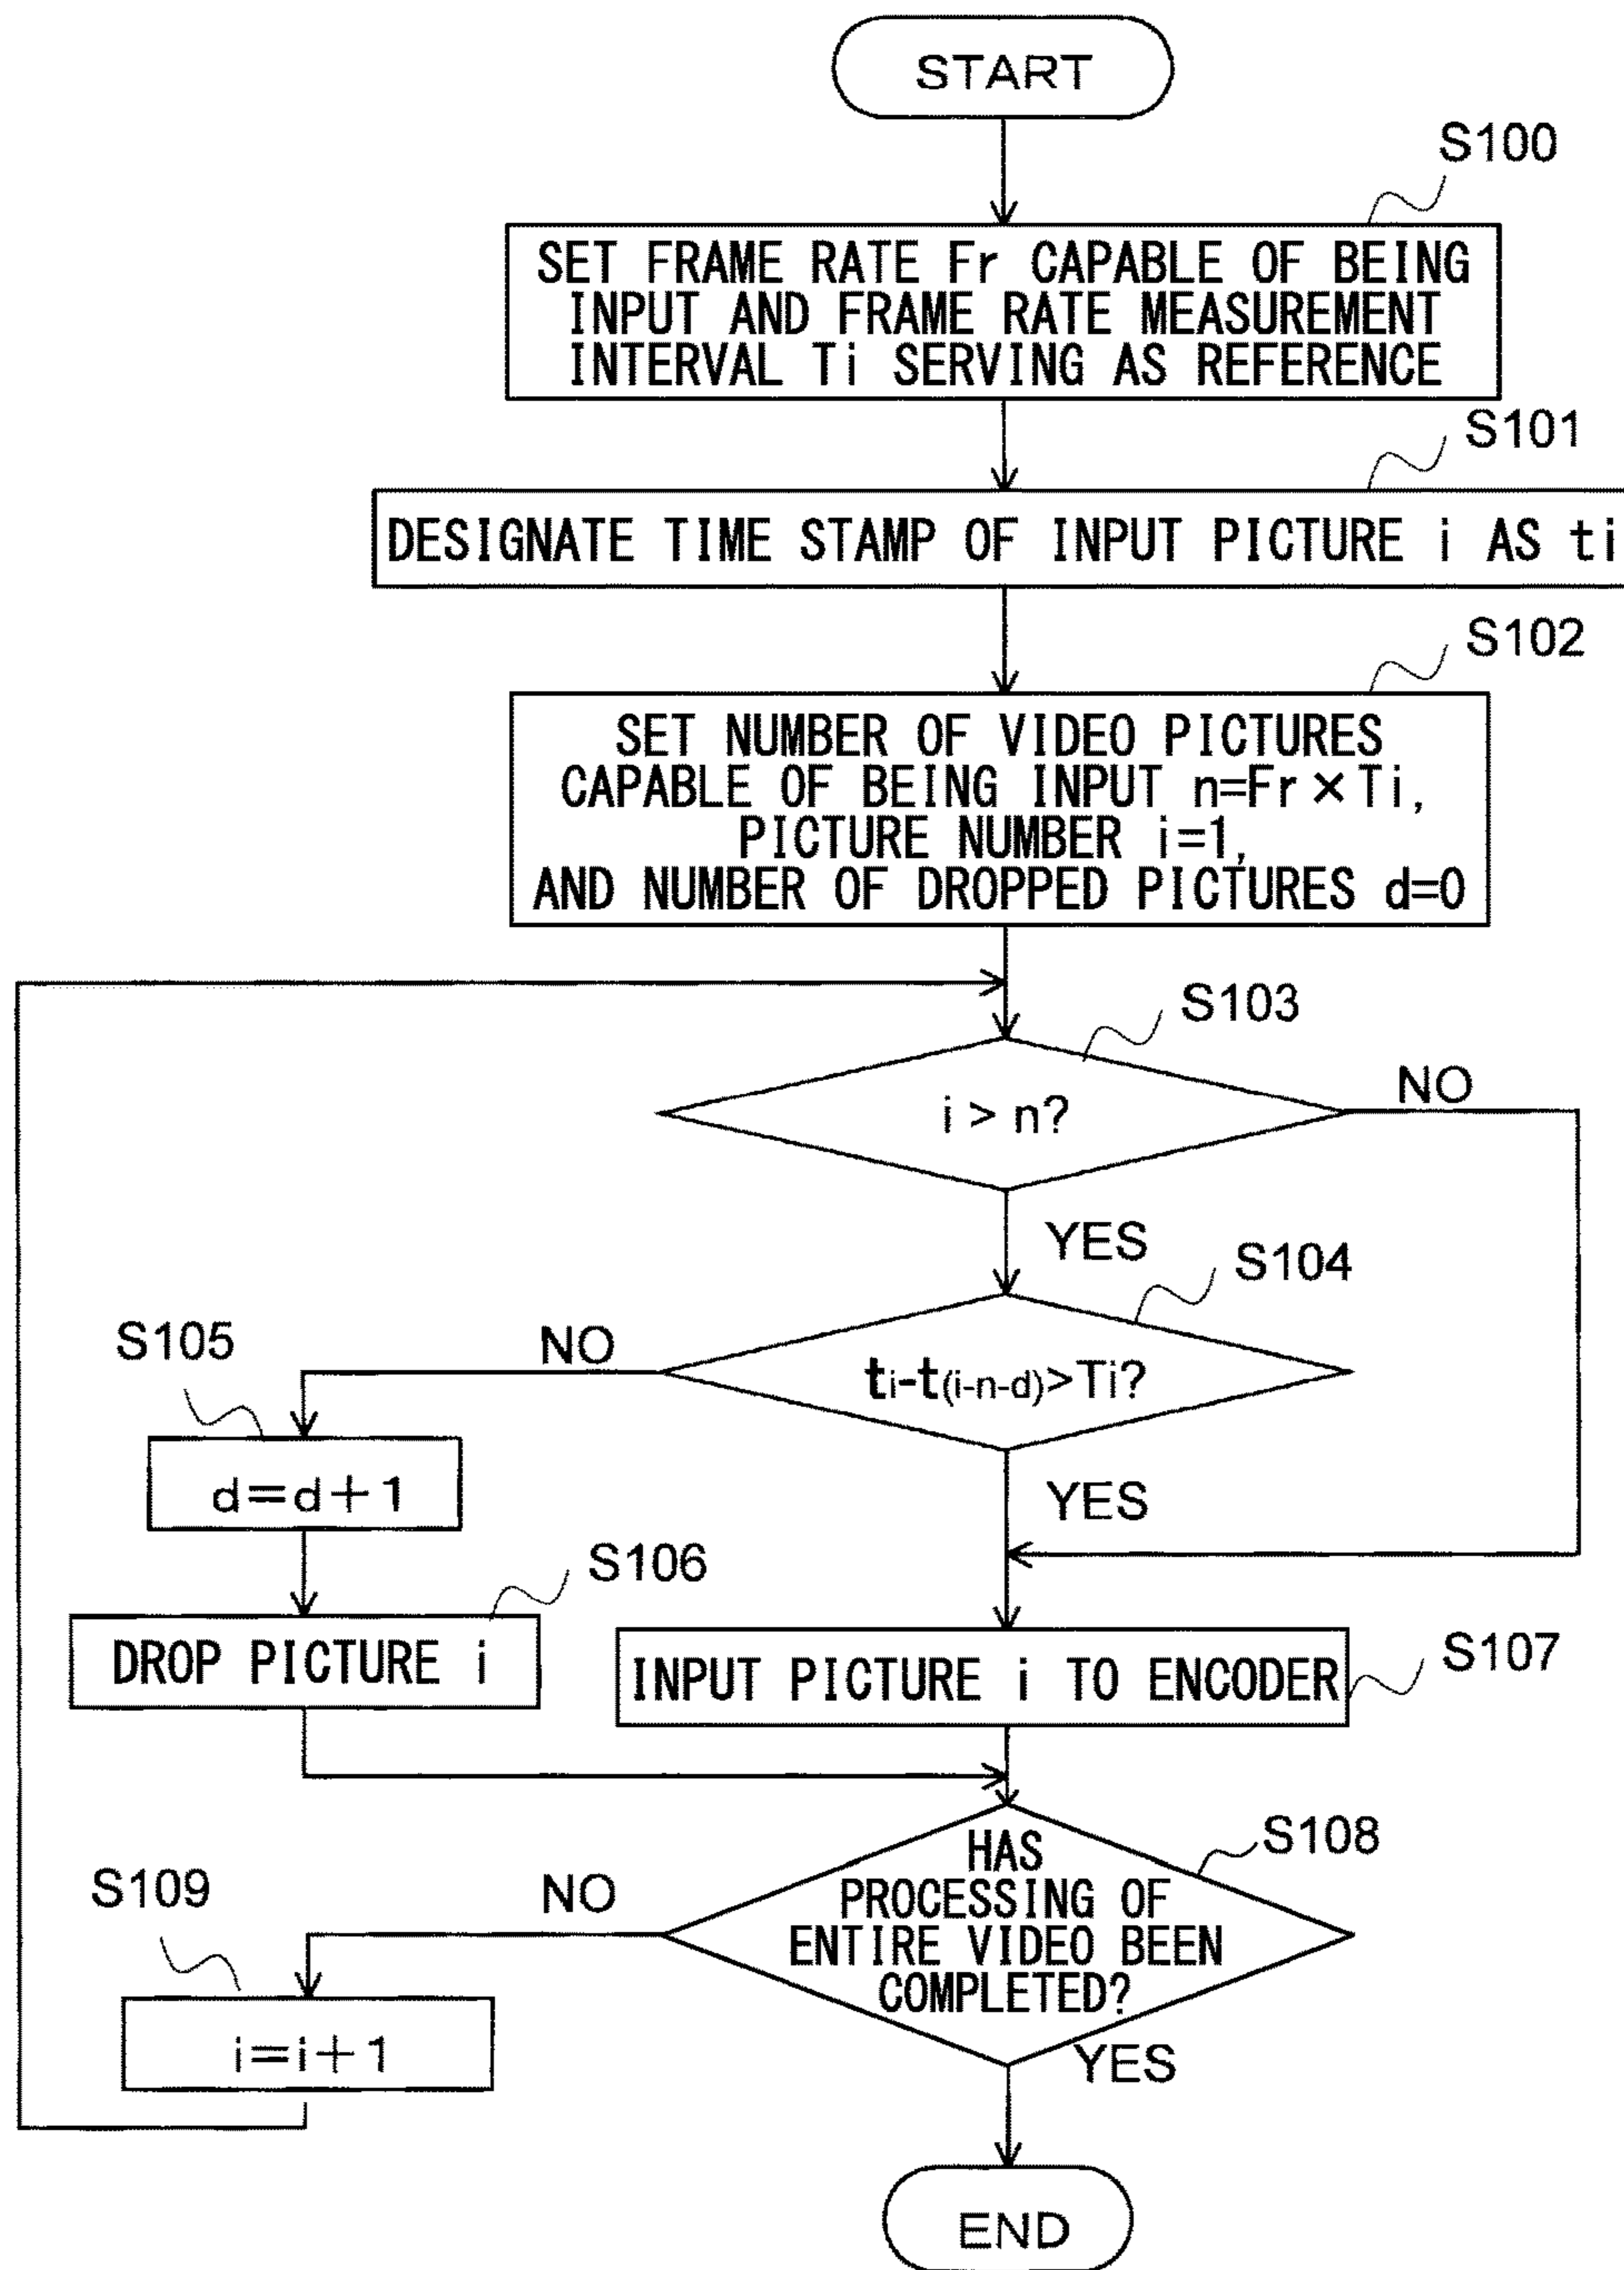 START
S100
SET FRAME RATE Fr CAPABLE OF BEING
INPUT AND FRAME RATE MEASUREMENT
INTERVAL Ti SERVING AS REFERENCE
S101
DESIGNATE TIME STAMP OF INPUT PICTURE i AS ti
S102
SET NUMBER OF VIDEO PICTURES
CAPABLE OF BEING INPUT n=Fr×Ti,
PICTURE NUMBER i=1,
AND NUMBER OF DROPPED PICTURES d=0
S103
i > n?
NO
YES
S104
ti-t(i-n-d)>Ti?
NO
YES
S105
d=d+1
S106
DROP PICTURE i
S107
INPUT PICTURE i TO ENCODER
S108
HAS
PROCESSING OF
ENTIRE VIDEO BEEN
COMPLETED?
NO
YES
S109
i=i+1
END